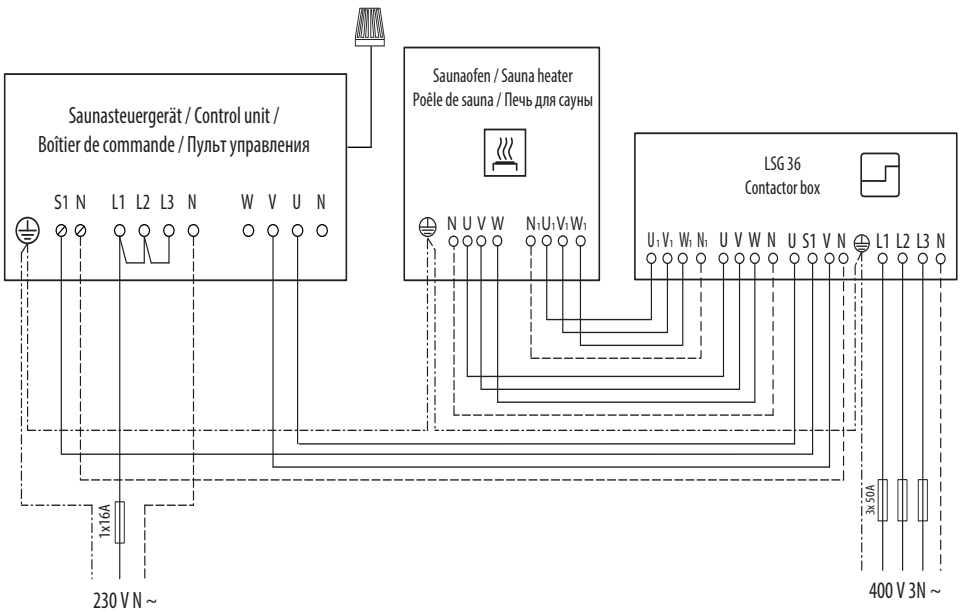 Saunasteuergerät / Control unit /
Boîtier de commande / Пульт управления
S1 N L1 L2 L3 N W V U N
Saunaofen / Sauna heater
Poêle de sauna / Печь для сауны
N U V W N1 U1 V1 W1
LSG 36
Contactor box
U1 V1 W1 N1 U V W N U S1 V N L1 L2 L3 N
1x16A
230 V N ~
3x 50A
400 V 3N ~